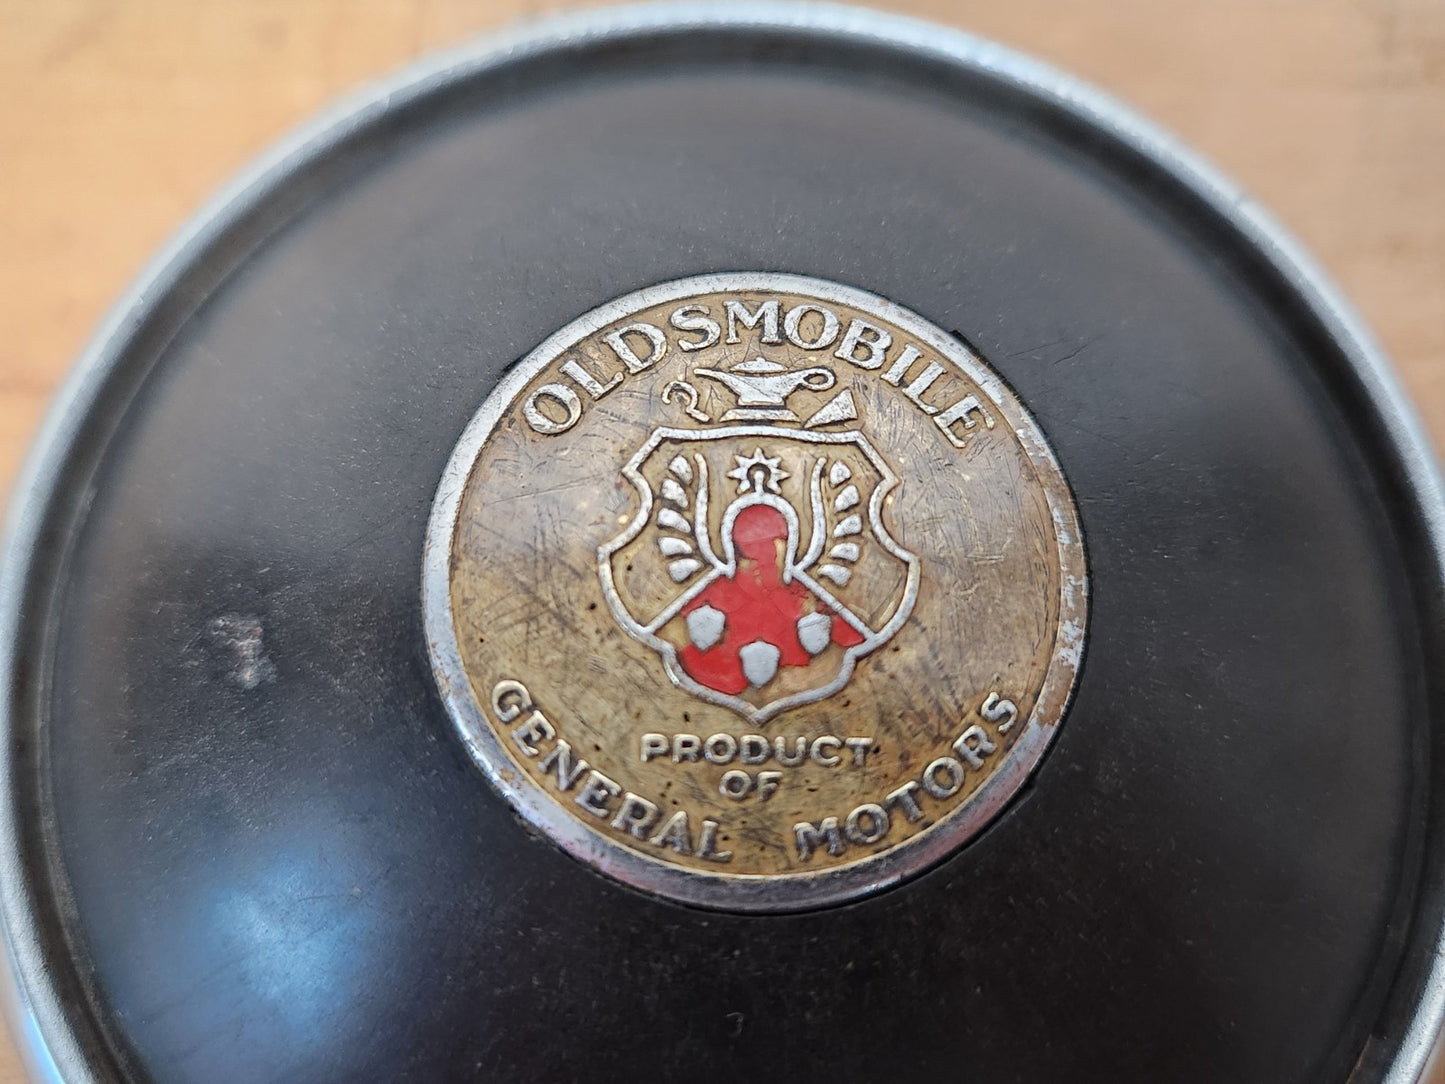 OLDSMOBILE
PRODUCT
OF
GENERAL MOTORS